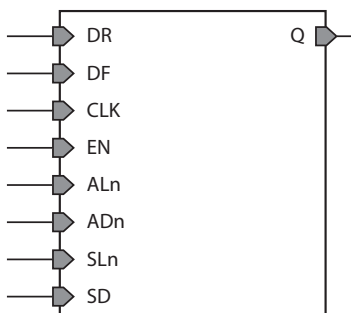 DR Q
DF
CLK
EN
ALn
ADn
SLn
SD